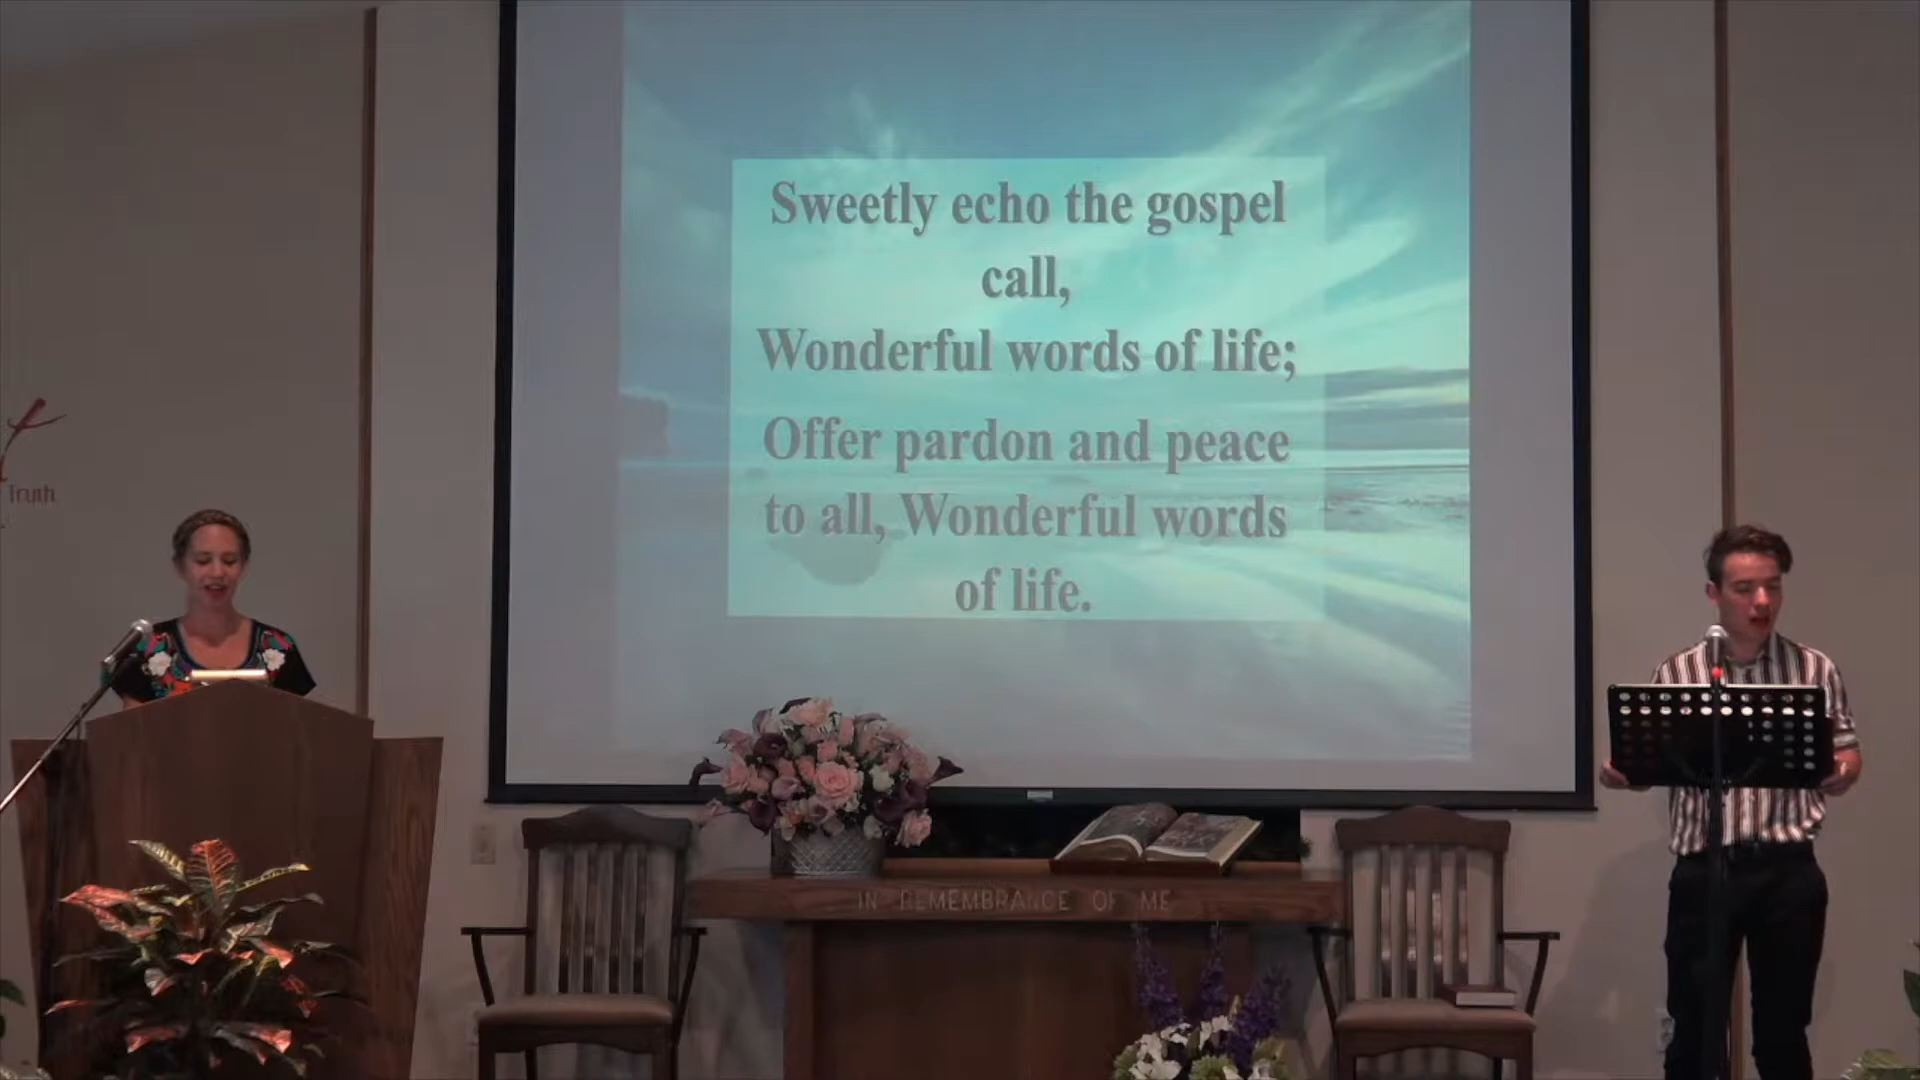 Sweetly echo the gospel
call,
Wonderful words of life;
Offer pardon and peace
to all, Wonderful words
of life.
Truth
IN REMEMBRANCE OF ME